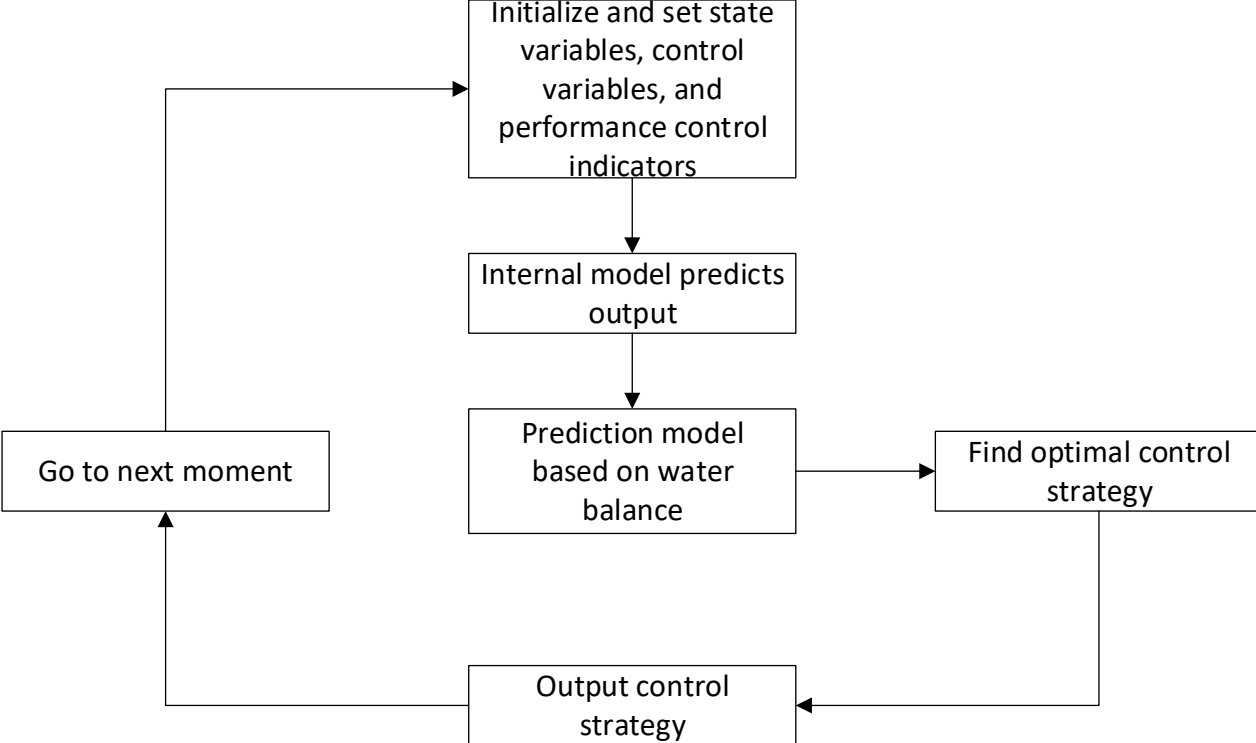 Initialize and set state
variables, control
variables, and
performance control
indicators
Internal model predicts
output
Prediction model
based on water
balance
Find optimal control
strategy
Output control
strategy
Go to next moment